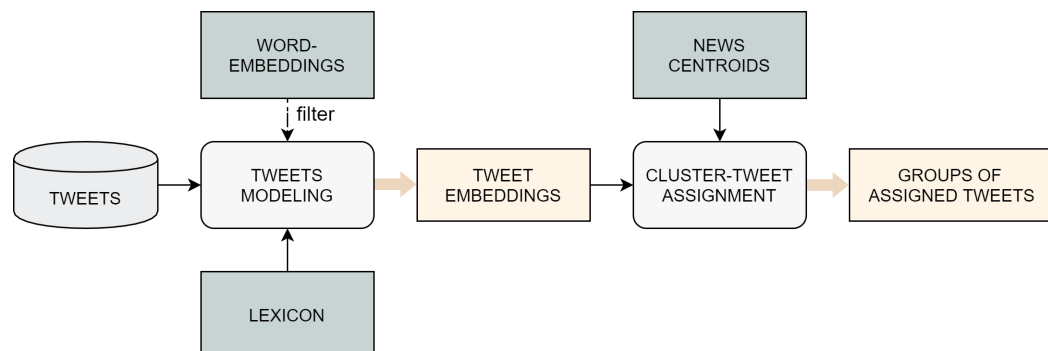 WORD-
EMBEDDINGS
NEWS
CENTROIDS
filter
TWEETS
TWEETS
MODELING
TWEET
EMBEDDINGS
CLUSTER-TWEET
ASSIGNMENT
GROUPS OF
ASSIGNED TWEETS
LEXICON